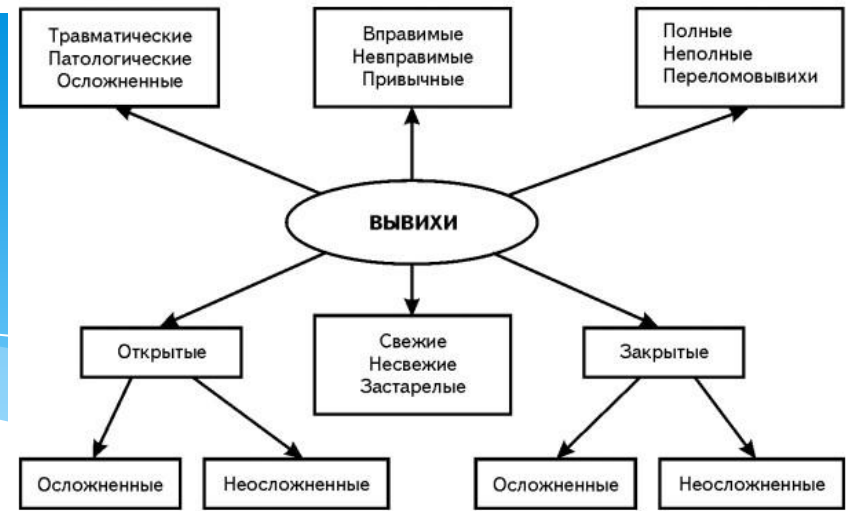 Травматические
Патологические
Осложненные
Вправимые
Невправимые
Привычные
Полные
Неполные
Переломовывихи
ВЫВИХИ
Открытые
Свежие
Несвежие
Застарелые
Закрытые
Осложненные
Неосложненные
Осложненные
Неосложненные